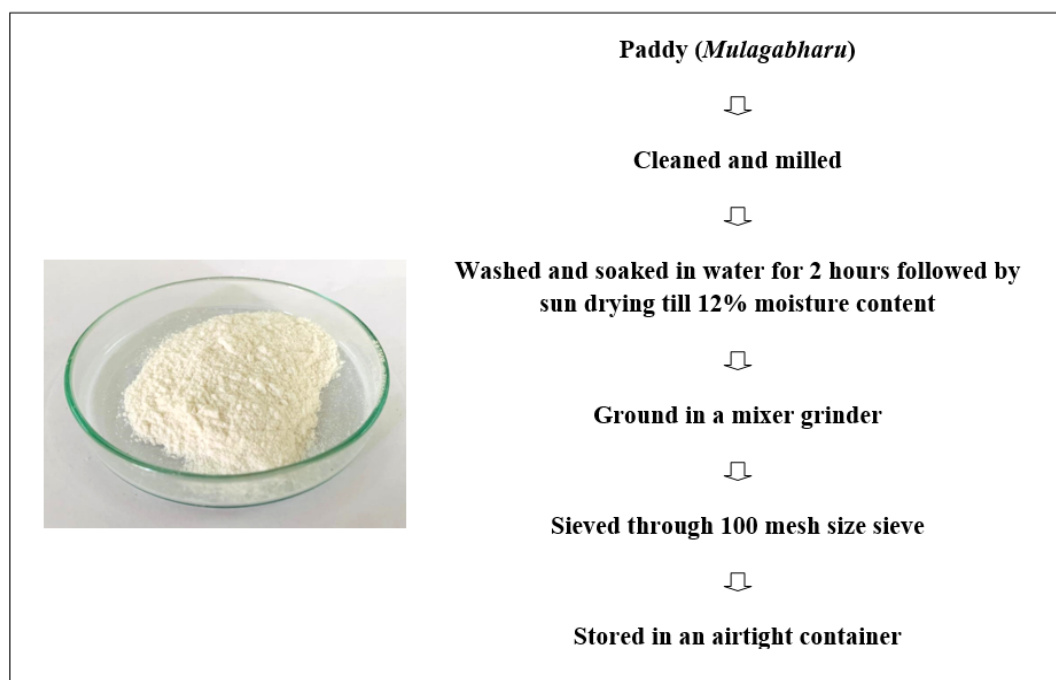 Paddy (Mulagabharu)
Cleaned and milled
Washed and soaked in water for 2 hours followed by
sun drying till 12% moisture content
Ground in a mixer grinder
Sieved through 100 mesh size sieve
Stored in an airtight container